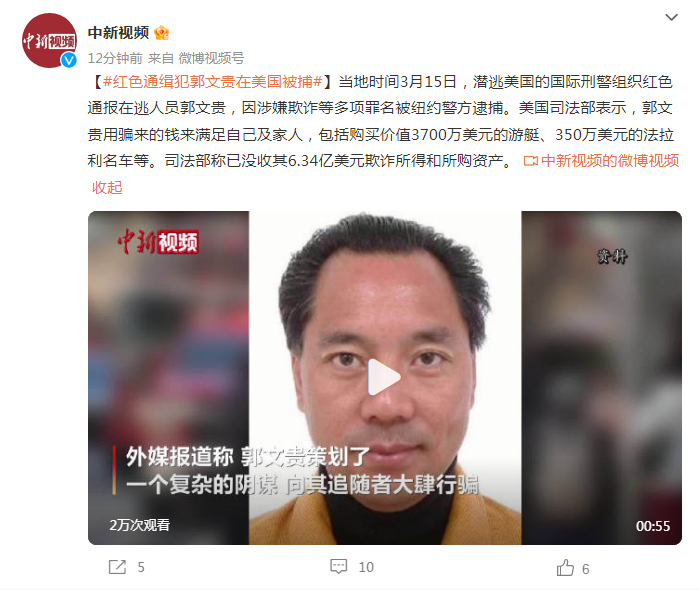 中新视频
中新视频
12分钟前 来自 微博视频号
【#红色通缉犯郭文贵在美国被捕#】当地时间3月15日，潜逃美国的国际刑警组织红色
通报在逃人员郭文贵，因涉嫌欺诈等多项罪名被纽约警方逮捕。美国司法部表示，郭文
贵用骗来的钱来满足自己及家人，包括购买价值3700万美元的游艇、350万美元的法拉
利名车等。司法部称已没收其6.34亿美元欺诈所得和所购资产。 中新视频的微博视频
收起
中新视频
资料
外媒报道称 郭文贵策划了
一个复杂的阴谋 向其追随者大肆行骗
2万次观看
00:55
5
10
6